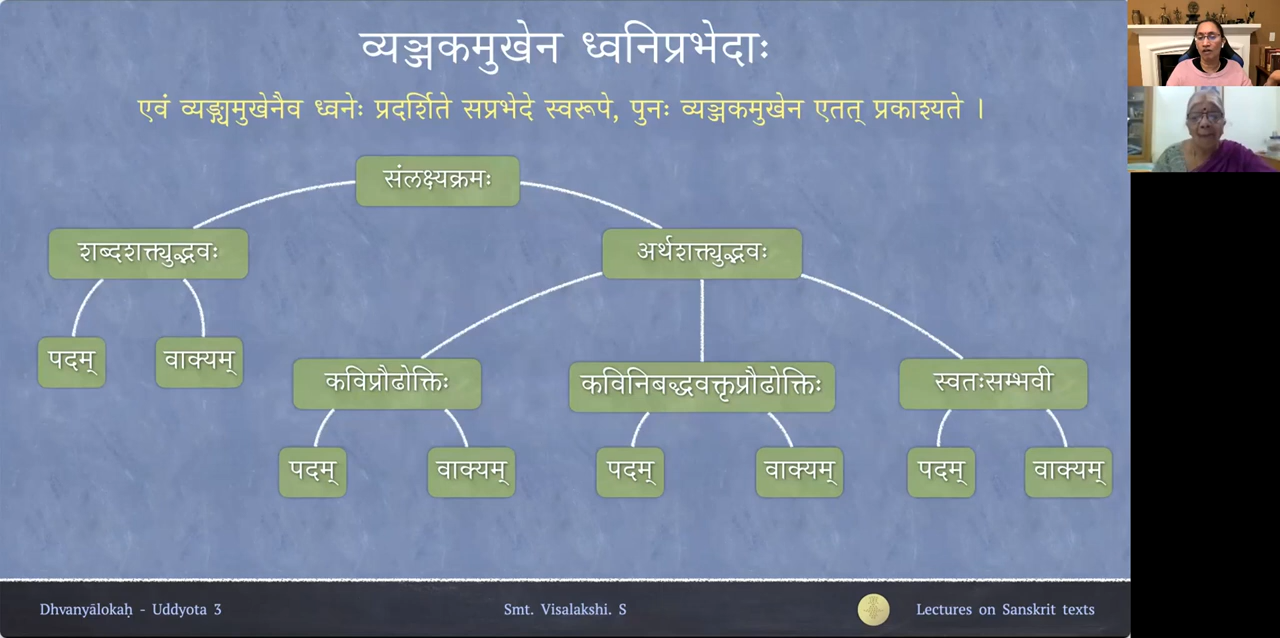 व्यञ्जकमुखेन ध्वनिप्रभेदाः
एवं व्यङ्ग्यमुखेनैव ध्वनेः प्रदर्शिते सप्रभेदे स्वरूपे, पुनः व्यञ्जकमुखेन एतत् प्रकाश्यते ।
संलक्ष्यक्रमः
शब्दशक्त्युद्भवः
अर्थशक्त्युद्भवः
पदम्
वाक्यम्
कविप्रौढोक्तिः
कविनिबद्धवक्तृप्रौढोक्तिः
स्वतःसम्भवी
पदम्
वाक्यम्
पदम्
वाक्यम्
पदम्
वाक्यम्
Dhvanyālokaḥ - Uddyota 3
Smt. Visalakshi. S
Lectures on Sanskrit texts